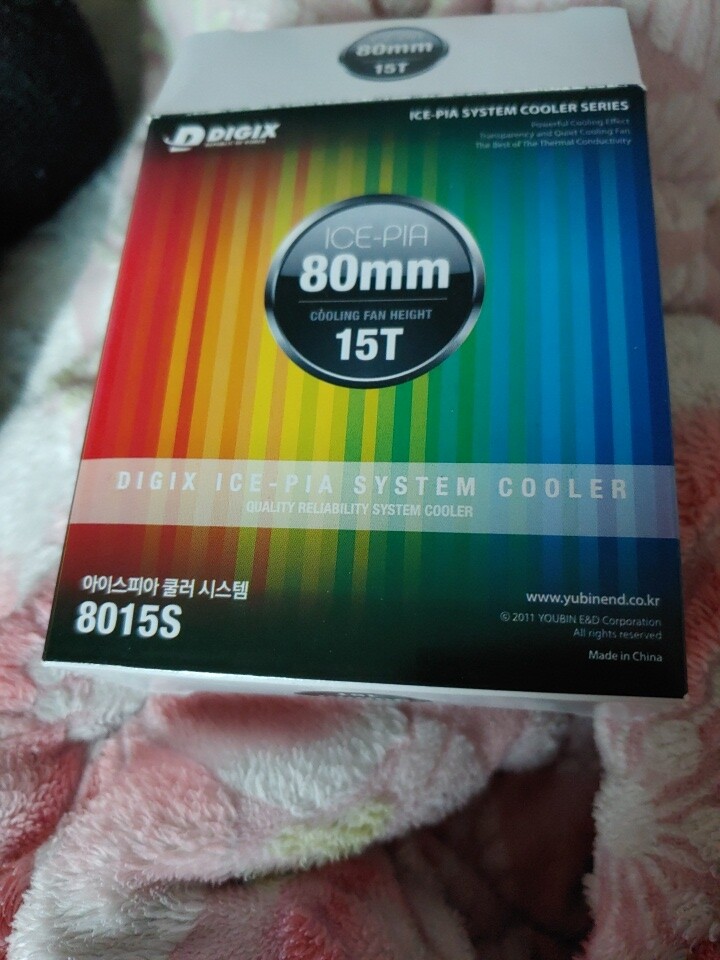 80mm
15T
DIGIX
ICE-PIA SYSTEM COOLER SERIES
Powerful Cooling Effect
Transparency and Quiet Cooling Fan
The Best of The Thermal Conductivity
ICE-PIA
80mm
COOLING FAN HEIGHT
15T
DIGIX ICE-PIA SYSTEM COOLER
QUALITY RELIABILITY SYSTEM COOLER
아이스피아 쿨러 시스템
8015S
www.yubinend.co.kr
© 2011 YOUBIN E&D Corporation
All rights reserved
Made in China